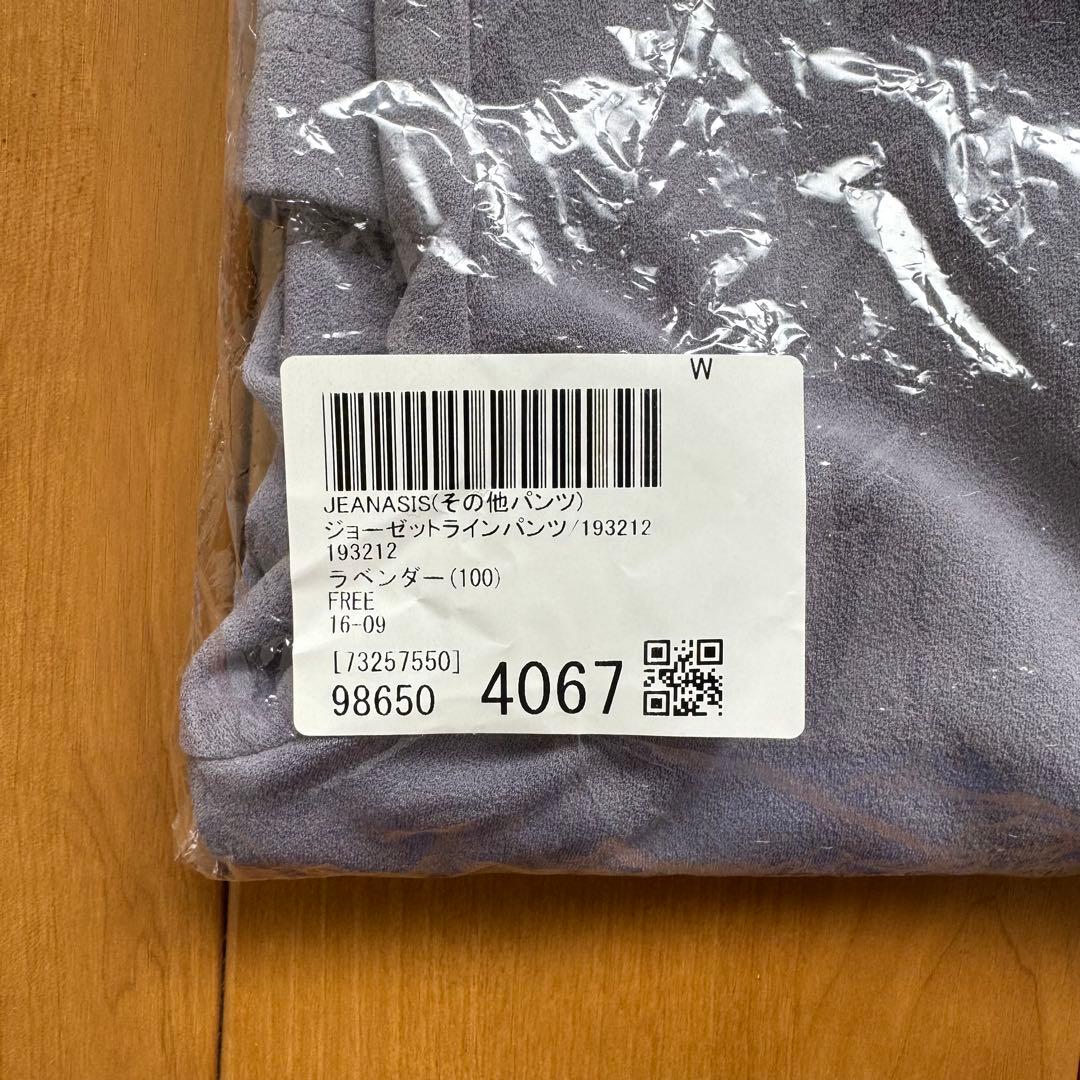 W
JEANASIS(その他パンツ)
ジョーゼットラインパンツ/193212
193212
ラベンダー(100)
FREE
16-09
[73257550]
98650 4067